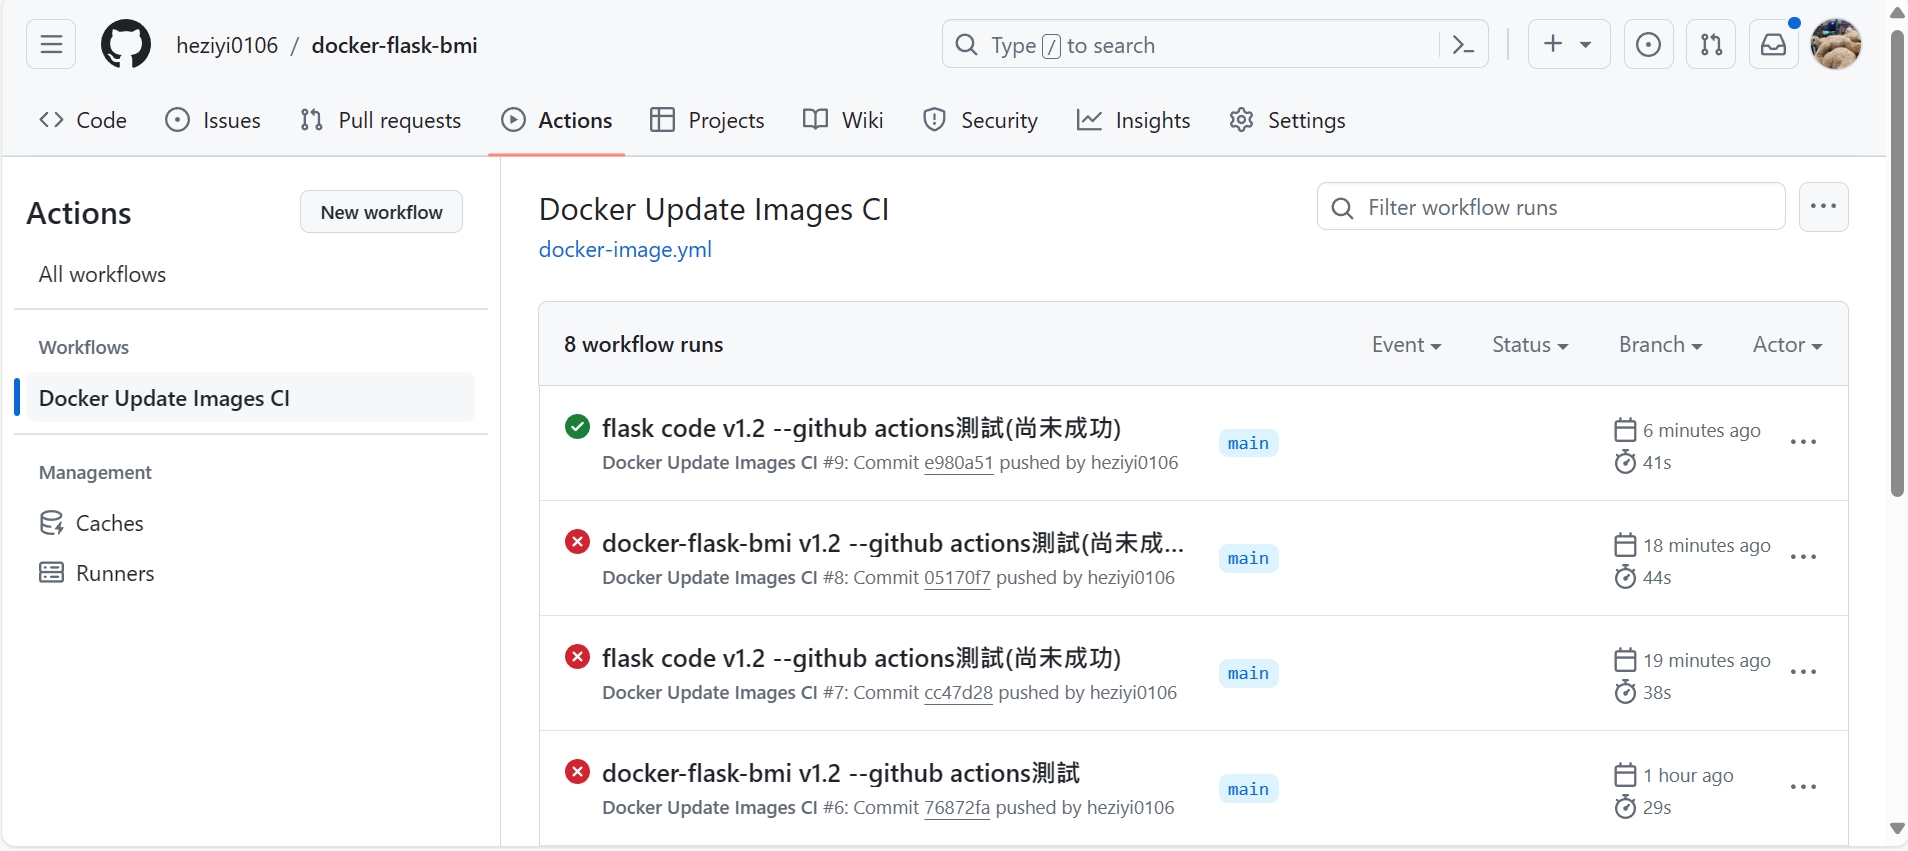 heziyi0106 / docker-flask-bmi
Type / to search
Code Issues Pull requests Actions Projects Wiki Security Insights Settings
Actions
New workflow
All workflows
Workflows
Docker Update Images CI
Management
Caches
Runners
Docker Update Images CI
docker-image.yml
Filter workflow runs
8 workflow runs
Event Status Branch Actor
flask code v1.2 --github actions測試(尚未成功)
Docker Update Images CI #9: Commit e980a51 pushed by heziyi0106
main
6 minutes ago
41s
docker-flask-bmi v1.2 --github actions測試(尚未成...
Docker Update Images CI #8: Commit 05170f7 pushed by heziyi0106
main
18 minutes ago
44s
flask code v1.2 --github actions測試(尚未成功)
Docker Update Images CI #7: Commit cc47d28 pushed by heziyi0106
main
19 minutes ago
38s
docker-flask-bmi v1.2 --github actions測試
Docker Update Images CI #6: Commit 76872fa pushed by heziyi0106
main
1 hour ago
29s